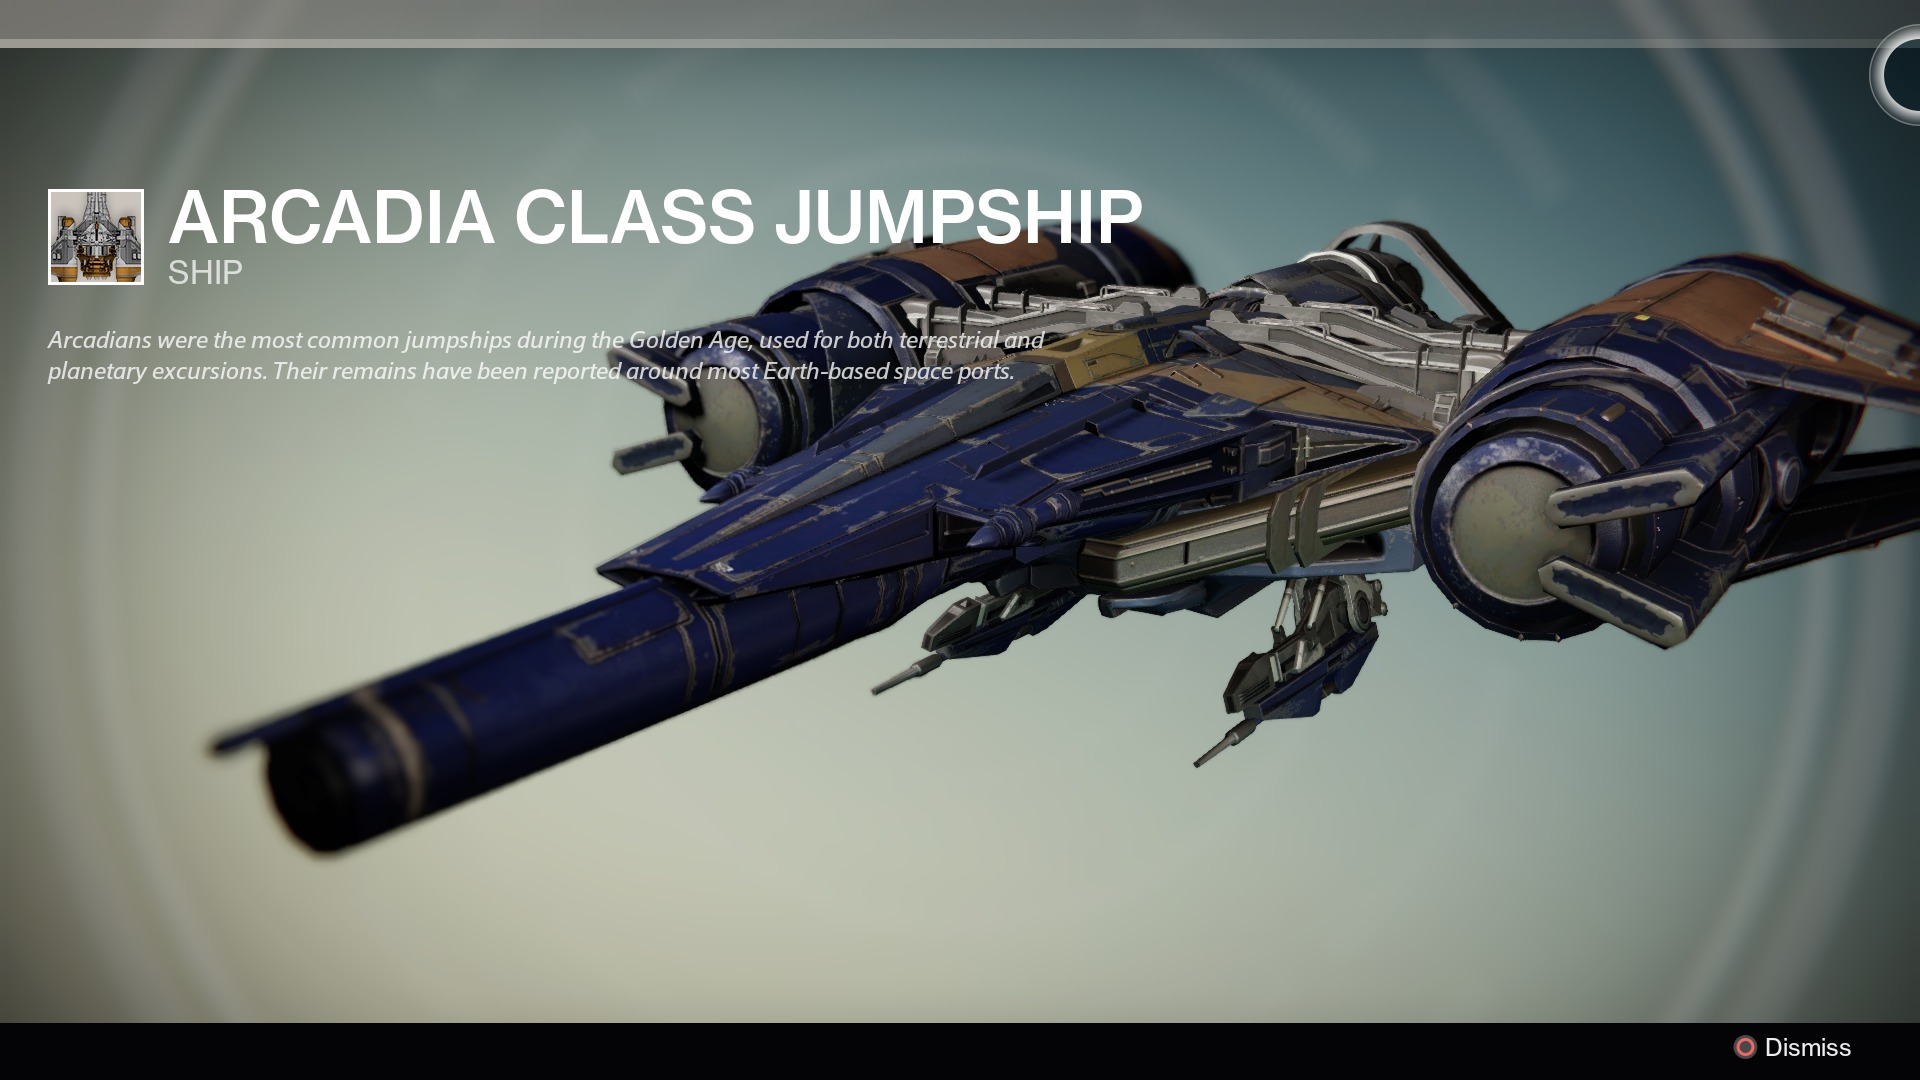 ARCADIA CLASS JUMPSHIP
SHIP
Arcadians were the most common jumpships during the Golden Age, used for both terrestrial and
planetary excursions. Their remains have been reported around most Earth-based space ports.
Dismiss